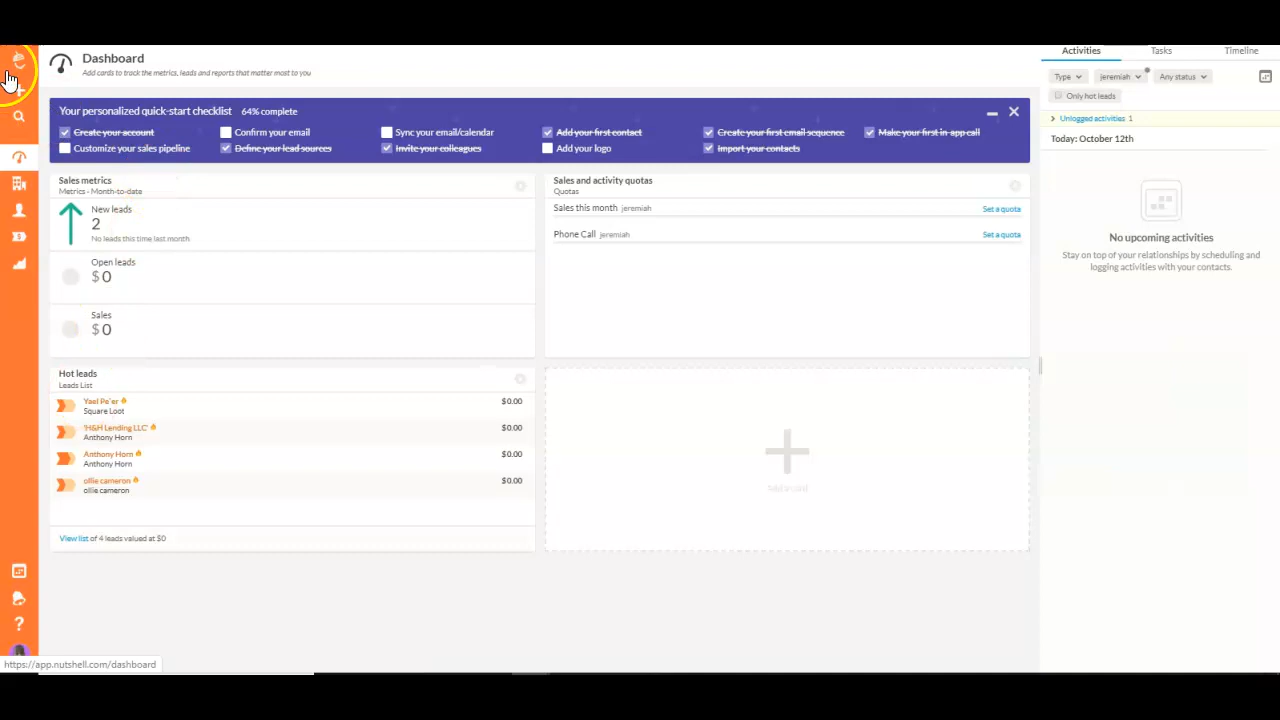 Dashboard
Add cards to track the metrics, leads and reports that matter most to you
Your personalized quick-start checklist 64% complete
Create your account
Confirm your email
Sync your email/calendar
Add your first contact
Create your first email sequence
Make your first in-app call
Customize your sales pipeline
Define your lead sources
Invite your colleagues
Add your logo
Import your contacts
Sales metrics
Metrics - Month-to-date
New leads
2
No leads this time last month
Open leads
$ 0
Sales
$ 0
Sales and activity quotas
Quotas
Sales this month jeremiah Set a quota
Phone Call jeremiah Set a quota
Hot leads
Leads List
Yael Pe'er $0.00
Square Loot
'H&H Lending LLC' $0.00
Anthony Horn
Anthony Horn $0.00
Anthony Horn
ollie cameron $0.00
ollie cameron
View list of 4 leads valued at $0
Add a card
Activities Tasks Timeline
Type jeremiah Any status
Only hot leads
Unlogged activities 1
Today: October 12th
No upcoming activities
Stay on top of your relationships by scheduling and
logging activities with your contacts.
?
https://app.nutshell.com/dashboard